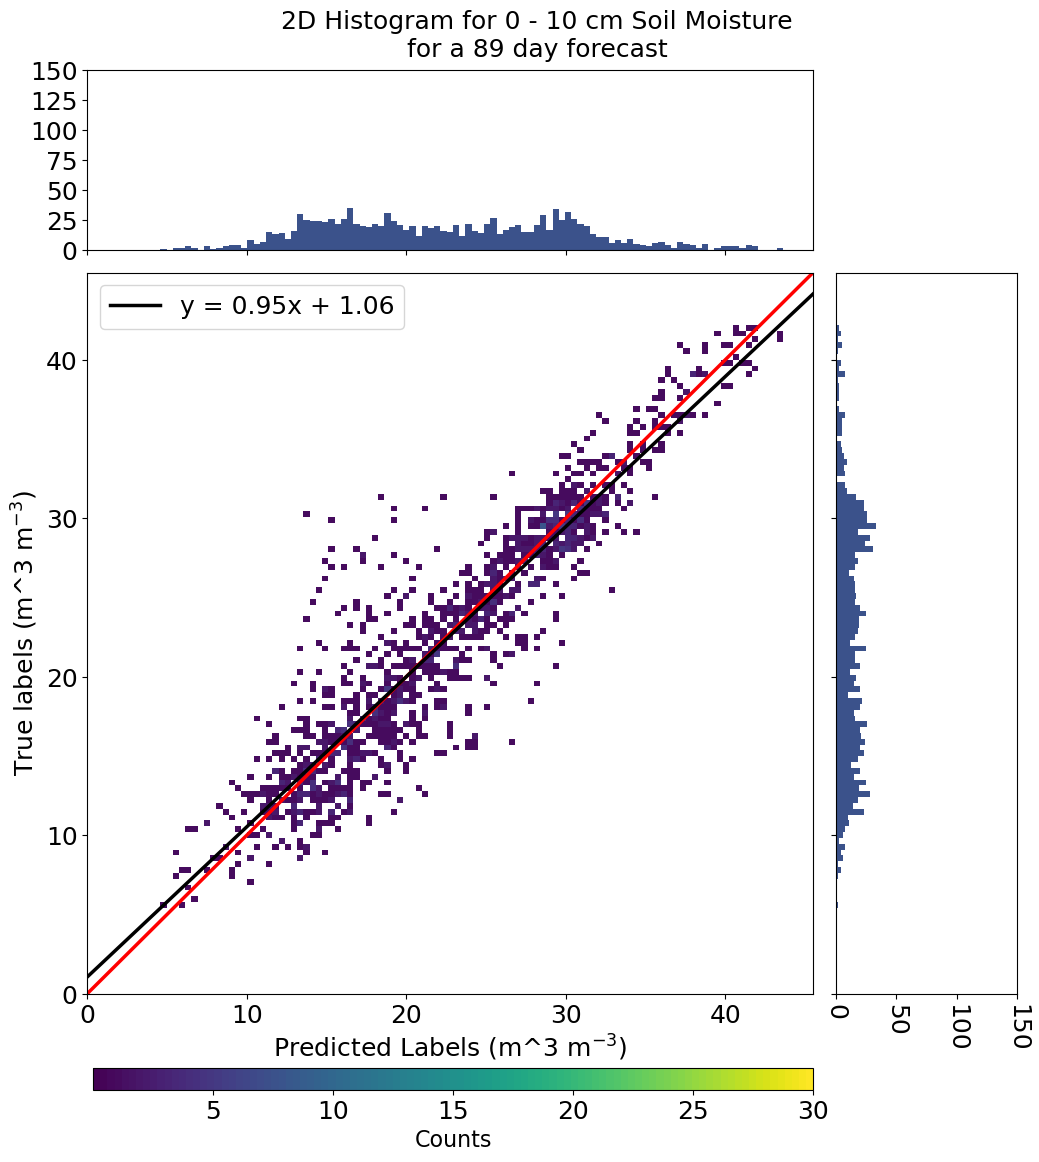 2D Histogram for 0 - 10 cm Soil Moisture
for a 89 day forecast
150
125
100
75
50
25
0
y = 0.95x + 1.06
40
30
20
10
0
True labels (m^3 m⁻³)
0 10 20 30 40
Predicted Labels (m^3 m⁻³)
0 50 100 150
5 10 15 20 25 30
Counts